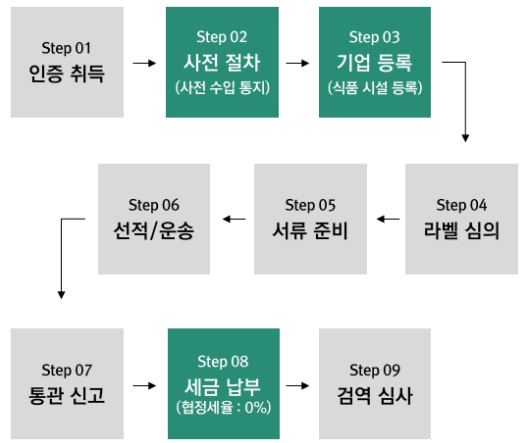 Step 01
인증 취득
Step 02
사전 절차
(사전 수입 통지)
Step 03
기업 등록
(식품 시설 등록)
Step 04
라벨 심의
Step 05
서류 준비
Step 06
선적/운송
Step 07
통관 신고
Step 08
세금 납부
(협정세율 : 0%)
Step 09
검역 심사